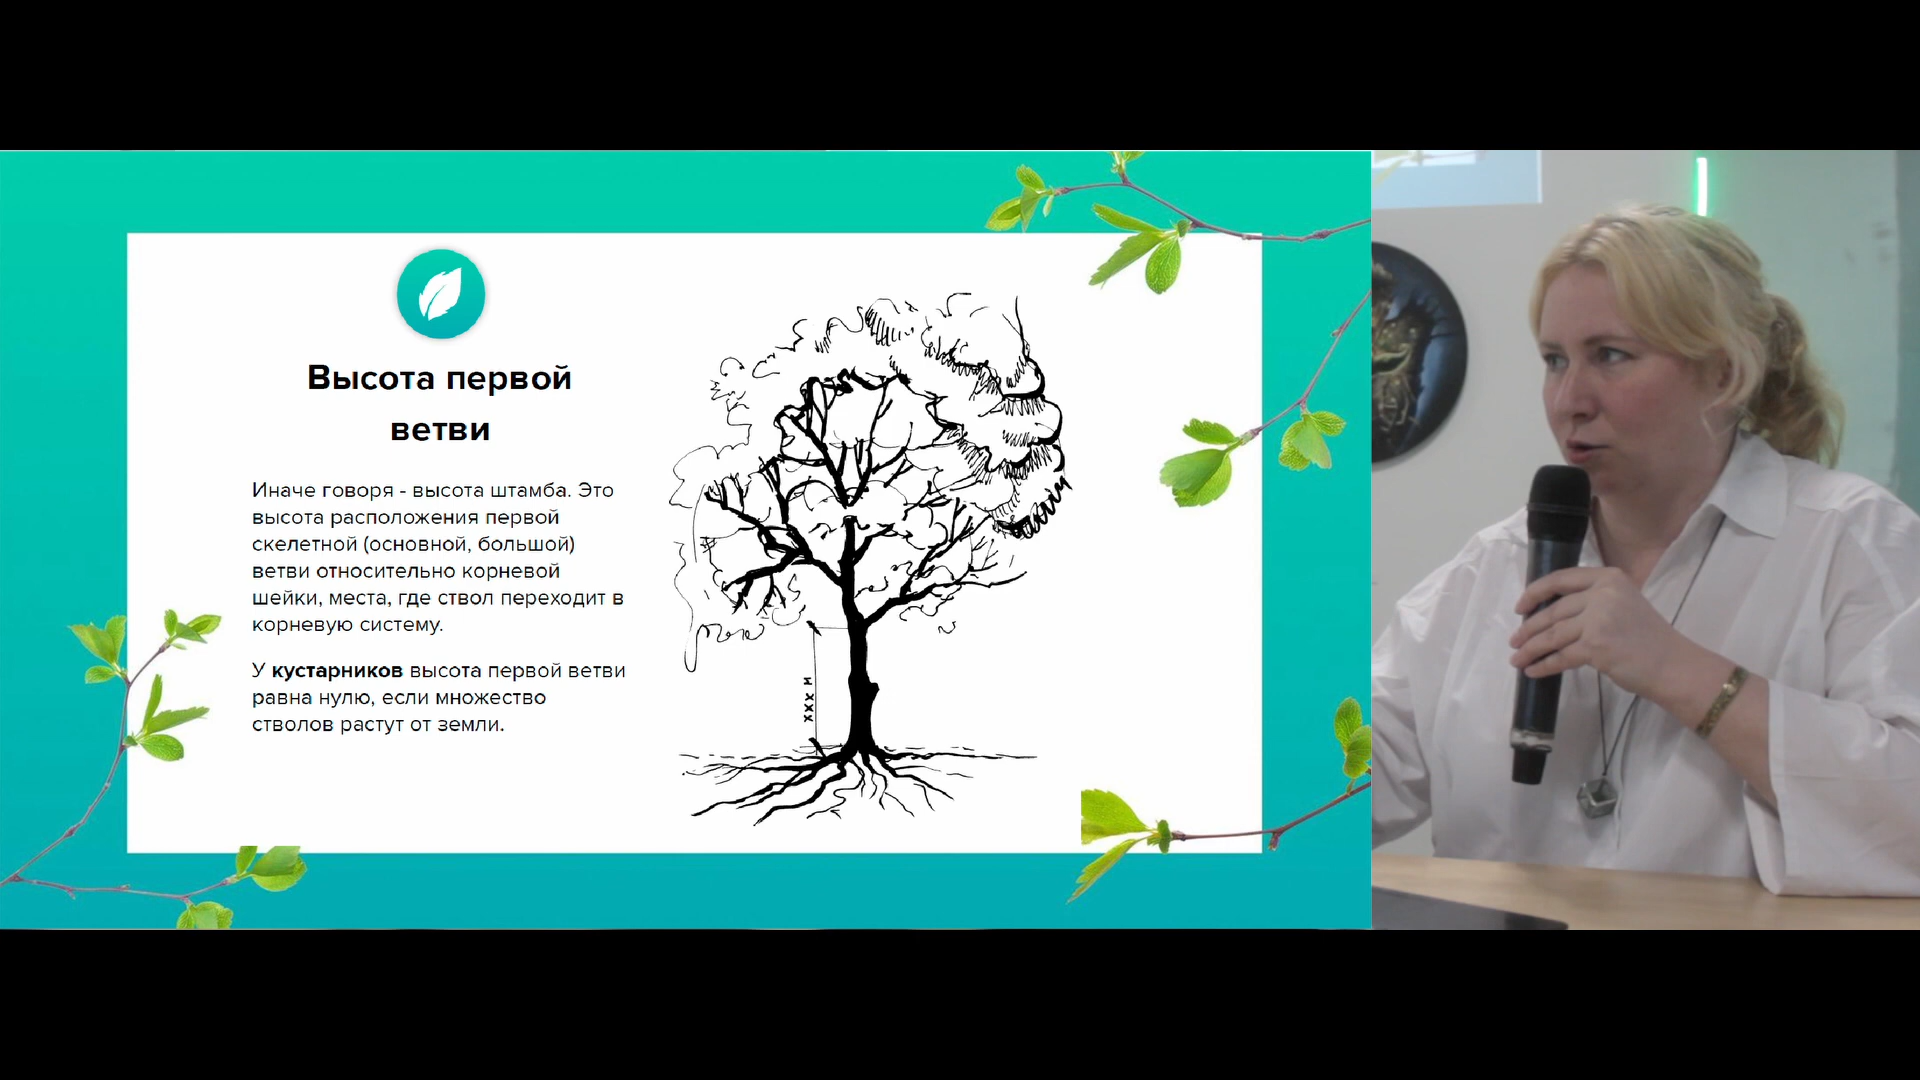 Высота первой
ветви
Иначе говоря - высота штамба. Это
высота расположения первой
скелетной (основной, большой)
ветви относительно корневой
шейки, места, где ствол переходит в
корневую систему.
У кустарников высота первой ветви
равна нулю, если множество
стволов растут от земли.
ххх м